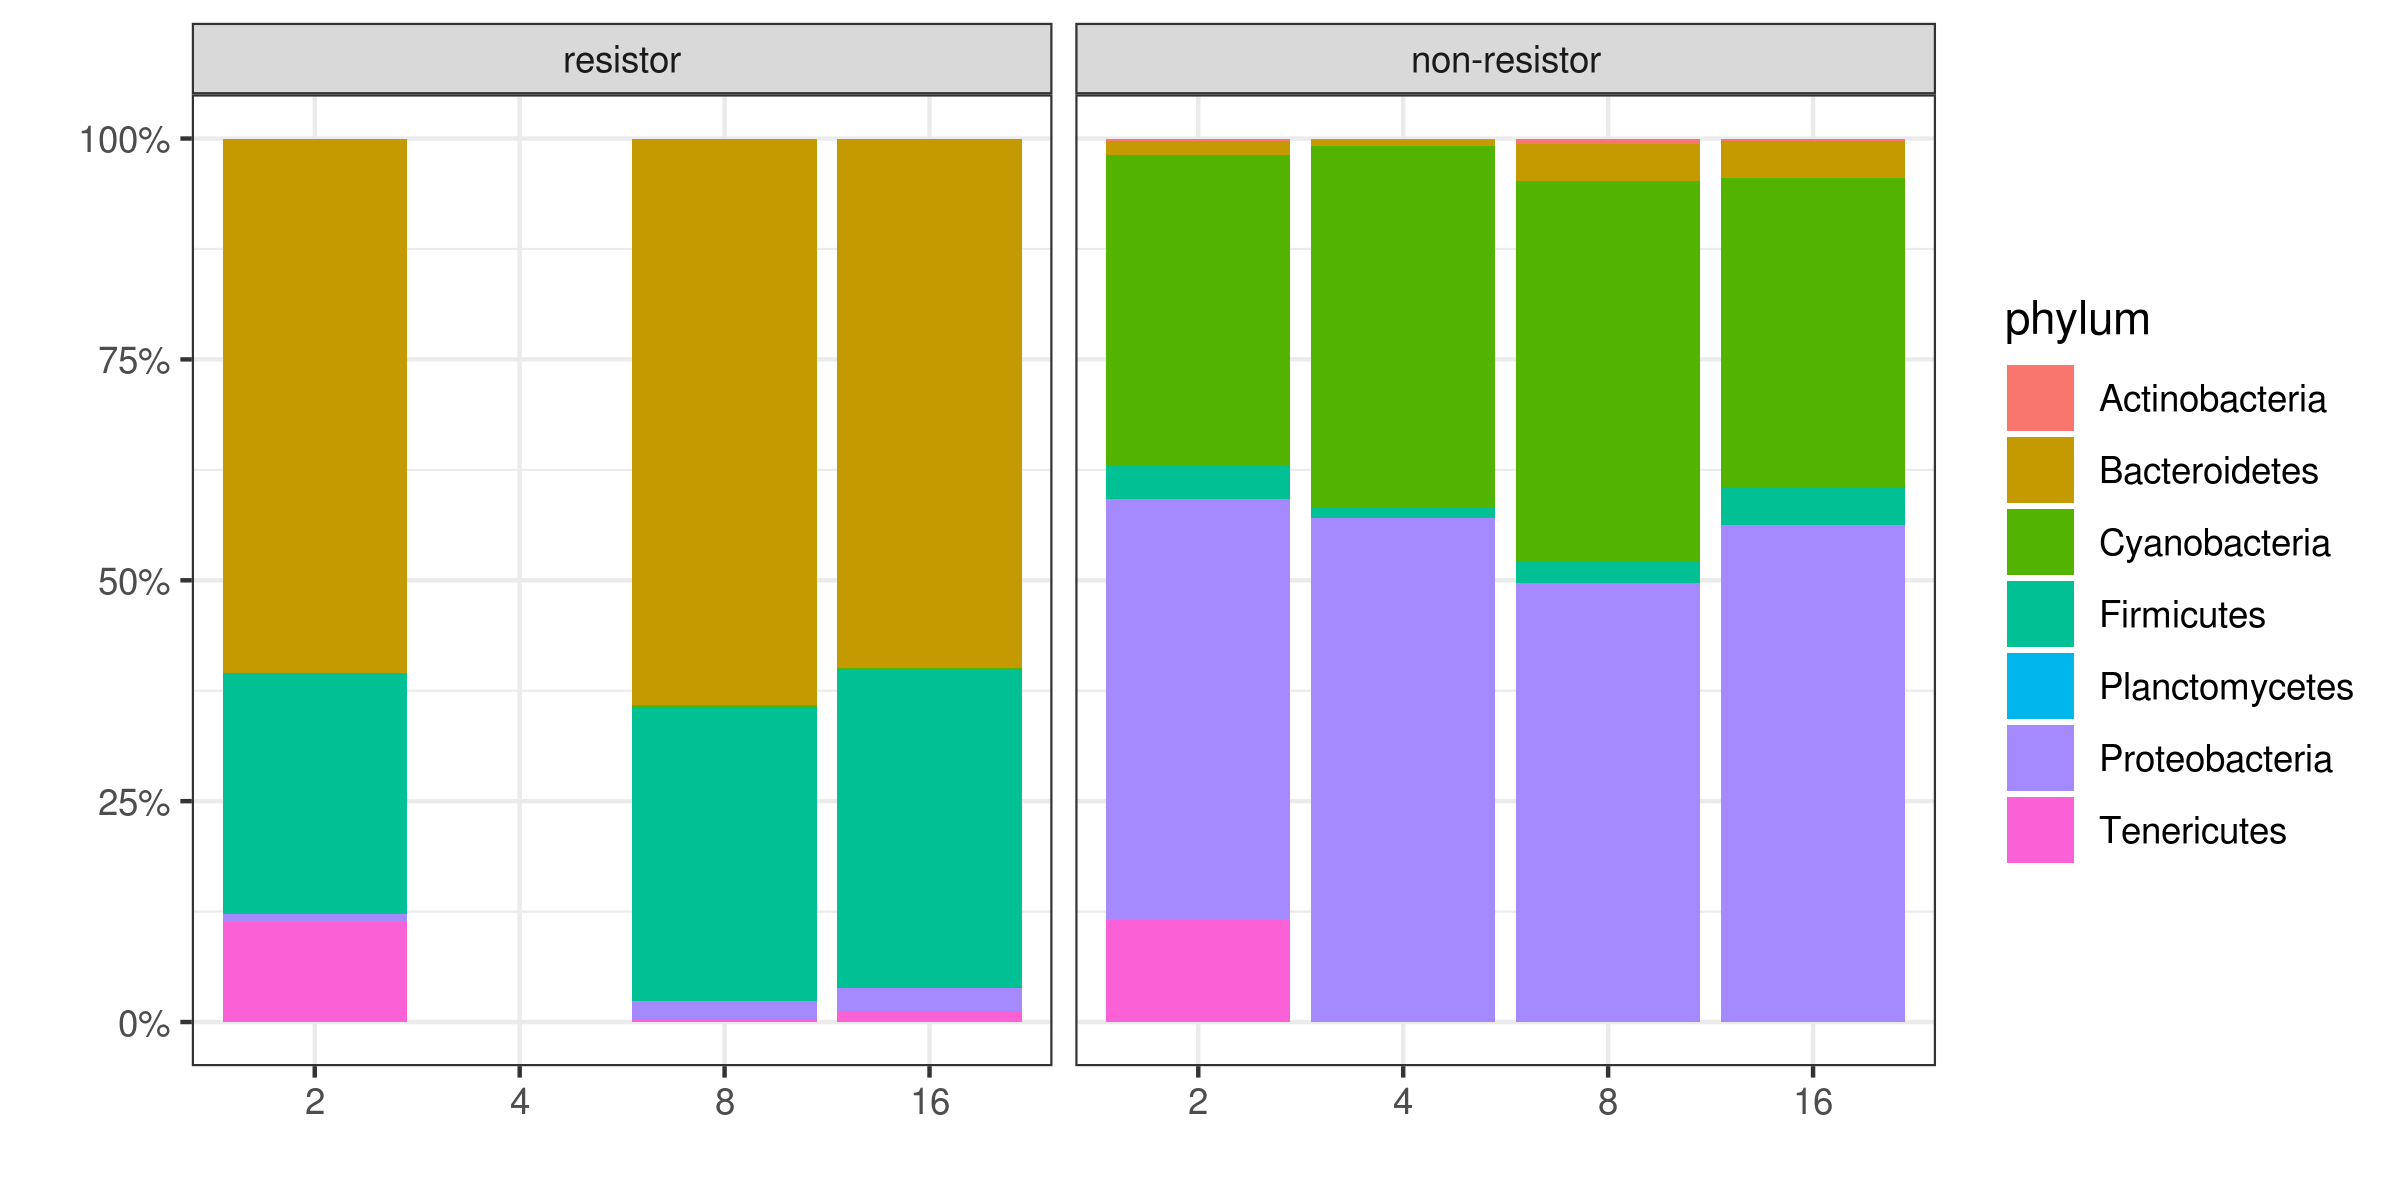 resistor
non-resistor
100%
75%
50%
25%
0%
2 4 8 16
2 4 8 16
phylum
Actinobacteria
Bacteroidetes
Cyanobacteria
Firmicutes
Planctomycetes
Proteobacteria
Tenericutes